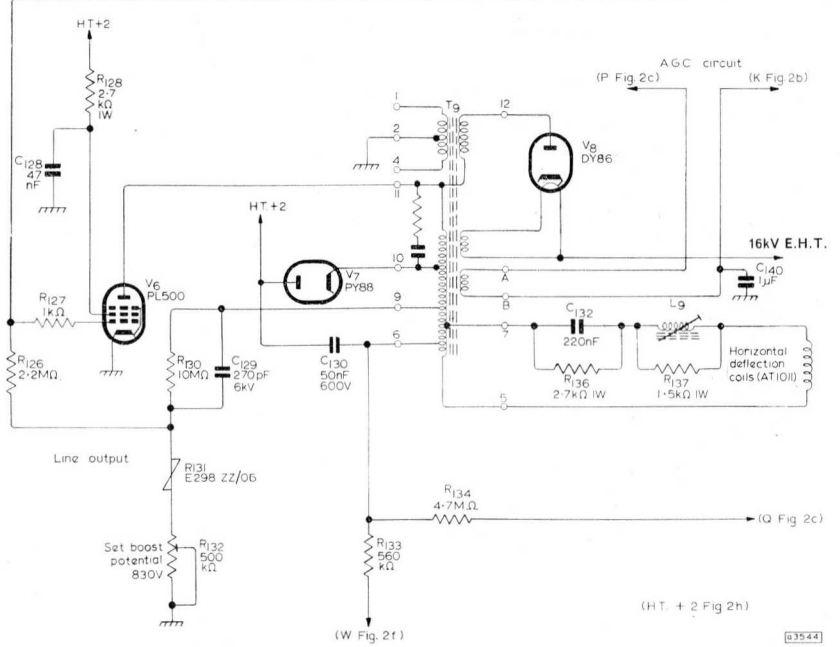 HT+2
R128
2·7
kΩ
1W
C128
47
nF
AGC circuit
(P Fig.2c)
(K Fig.2b)
1
T9
12
2
V8
DY86
4
11
HT+2
16kV E.H.T.
10
V7
PY88
A
C140
1μF
V6
PL500
R127
1kΩ
9
B
C132
220nF
L9
6
7
R126
2·2MΩ
R130
10MΩ
C129
270pF
6kV
C130
50nF
600V
R136
2·7kΩ 1W
R137
1·5kΩ 1W
Horizontal
deflection
coils (AT1011)
5
Line output
R131
E298 ZZ/06
R134
4·7MΩ
(Q Fig 2c)
Set boost
potential
830V
R132
500
kΩ
R133
560
kΩ
(HT. + 2 Fig 2h)
(W Fig. 2f)
a3544